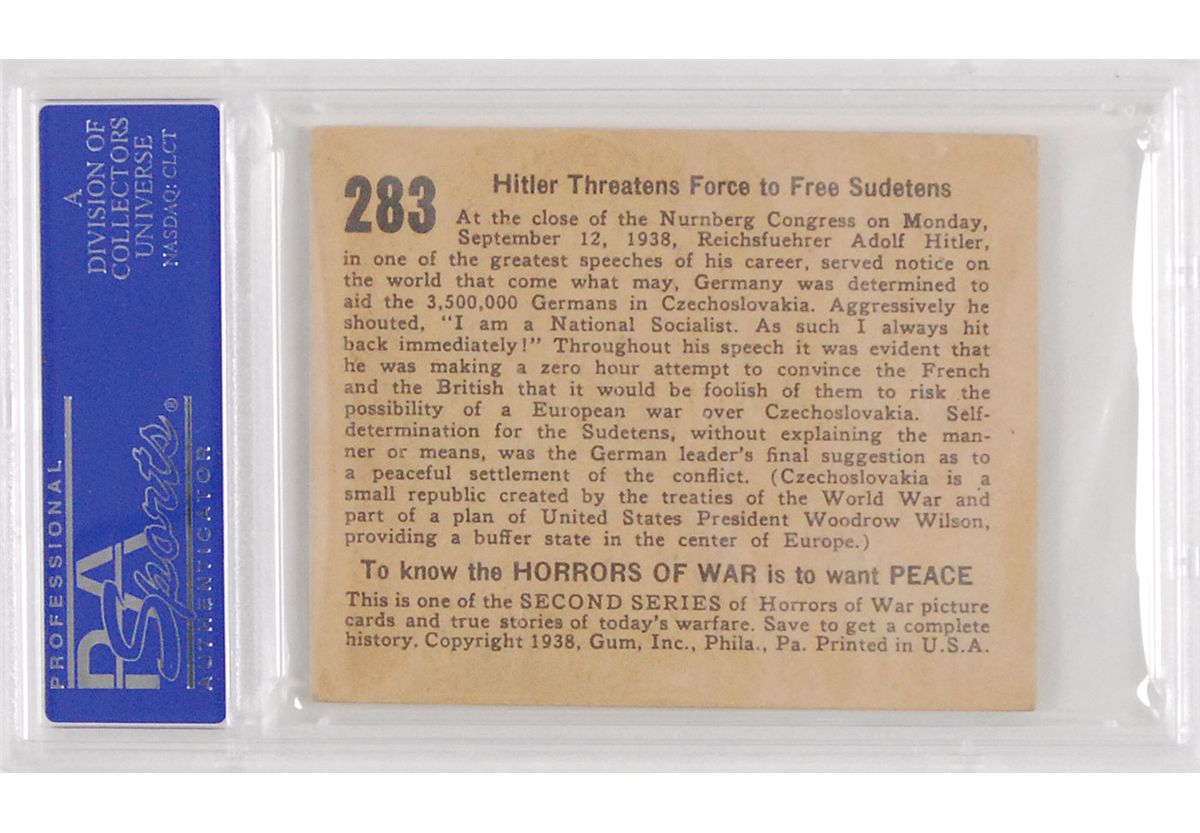 A
DIVISION OF
COLLECTORS
UNIVERSE
NASDAQ: CLCT
PROFESSIONAL
PSA
Sports®
AUTHENTICATOR
283
Hitler Threatens Force to Free Sudetens
At the close of the Nurnberg Congress on Monday,
September 12, 1938, Reichsfuehrer Adolf Hitler,
in one of the greatest speeches of his career, served notice on
the world that come what may, Germany was determined to
aid the 3,500,000 Germans in Czechoslovakia. Aggressively he
shouted, "I am a National Socialist. As such I always hit
back immediately!" Throughout his speech it was evident that
he was making a zero hour attempt to convince the French
and the British that it would be foolish of them to risk the
possibility of a European war over Czechoslovakia. Self-
determination for the Sudetens, without explaining the man-
ner or means, was the German leader's final suggestion as to
a peaceful settlement of the conflict. (Czechoslovakia is a
small republic created by the treaties of the World War and
part of a plan of United States President Woodrow Wilson,
providing a buffer state in the center of Europe.)
To know the HORRORS OF WAR is to want PEACE
This is one of the SECOND SERIES of Horrors of War picture
cards and true stories of today's warfare. Save to get a complete
history. Copyright 1938, Gum, Inc., Phila., Pa. Printed in U.S.A.